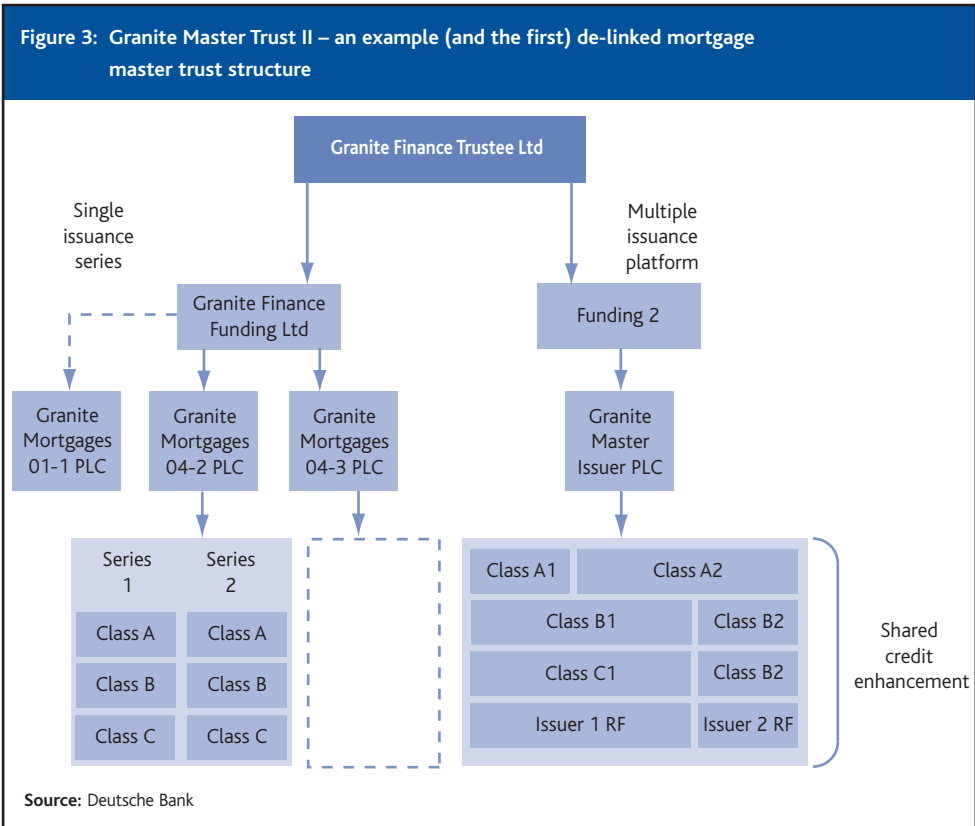 Figure 3: Granite Master Trust II – an example (and the first) de-linked mortgage
master trust structure
Granite Finance Trustee Ltd
Single
issuance
series
Multiple
issuance
platform
Granite Finance
Funding Ltd
Funding 2
Granite
Mortgages
01-1 PLC
Granite
Mortgages
04-2 PLC
Granite
Mortgages
04-3 PLC
Granite
Master
Issuer PLC
Series
1
Series
2
Class A
Class A
Class B
Class B
Class C
Class C
Class A1
Class A2
Class B1
Class B2
Class C1
Class B2
Issuer 1 RF
Issuer 2 RF
Shared
credit
enhancement
Source: Deutsche Bank